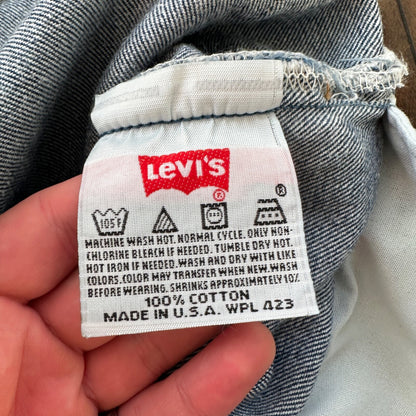 LEVI'S
®
105F
MACHINE WASH HOT. NORMAL CYCLE. ONLY NON-
CHLORINE BLEACH IF NEEDED. TUMBLE DRY HOT.
HOT IRON IF NEEDED. WASH AND DRY WITH LIKE
COLORS. COLOR MAY TRANSFER WHEN NEW. WASH
BEFORE WEARING. SHRINKS APPROXIMATELY 10%
100% COTTON
MADE IN U.S.A. WPL 423